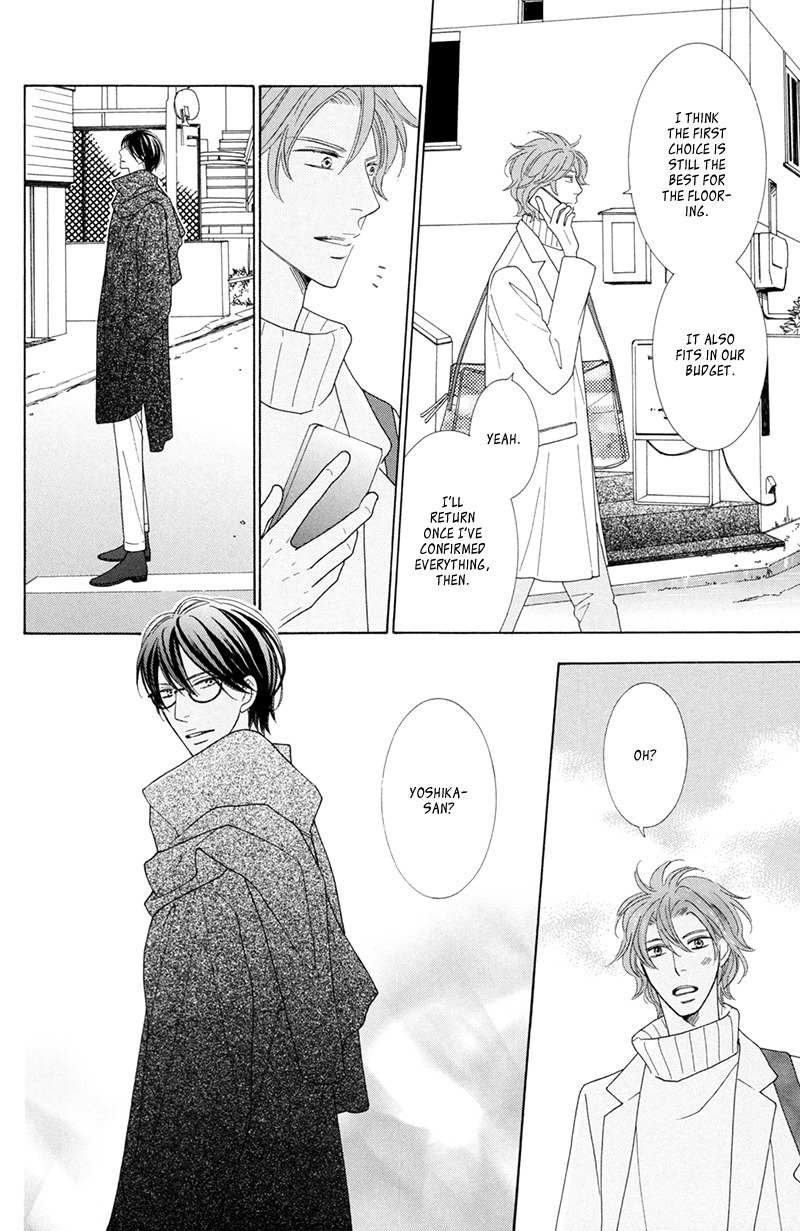 I THINK
THE FIRST
CHOICE IS
STILL THE
BEST FOR
THE FLOOR-
ING.
IT ALSO
FITS IN OUR
BUDGET.
YEAH.
I'LL
RETURN
ONCE I'VE
CONFIRMED
EVERYTHING,
THEN.
OH?
YOSHIKA-
SAN?